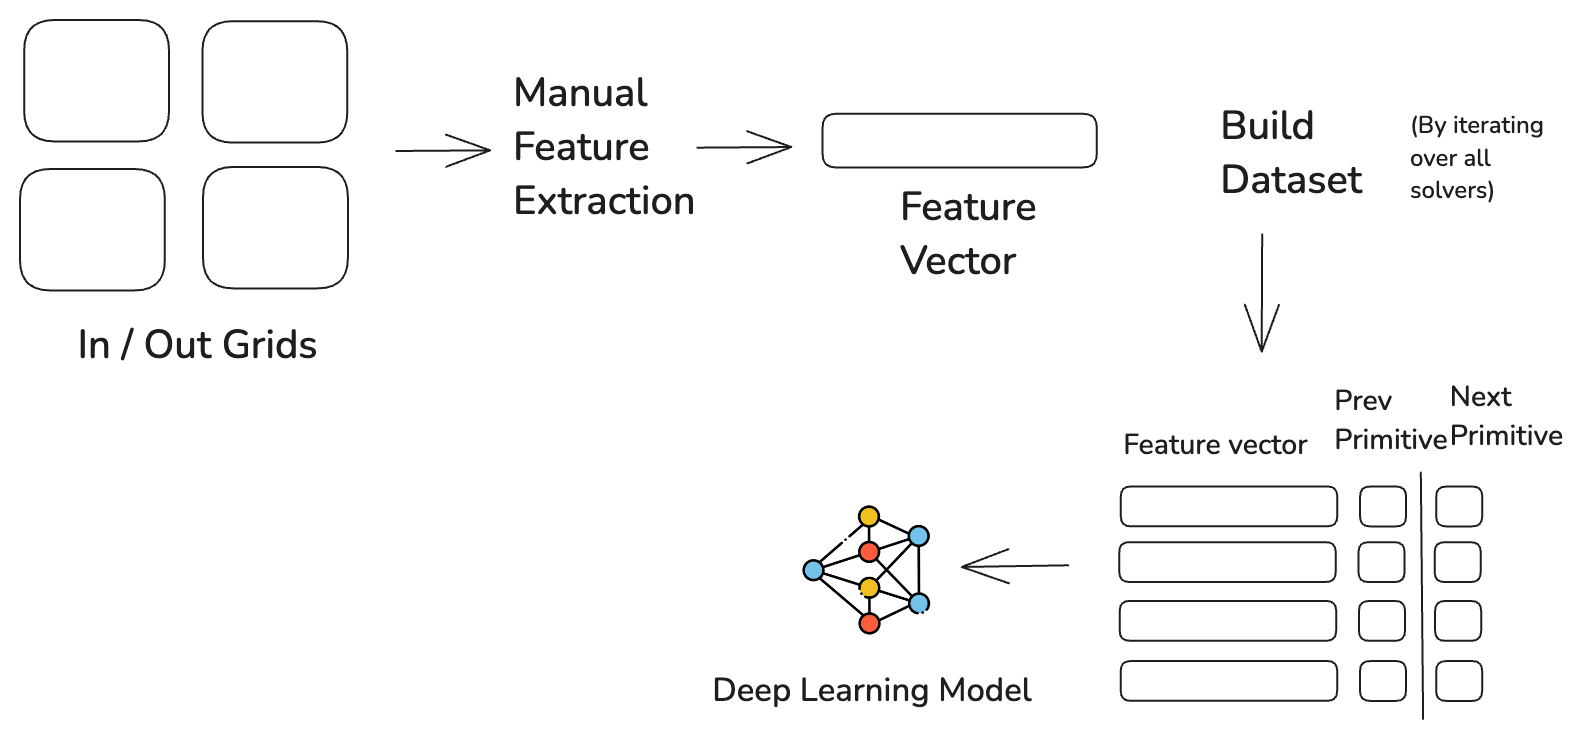 In / Out Grids
Manual
Feature
Extraction
Feature
Vector
Build
Dataset
(By iterating
over all
solvers)
Feature vector
Prev
Primitive
Next
Primitive
Deep Learning Model